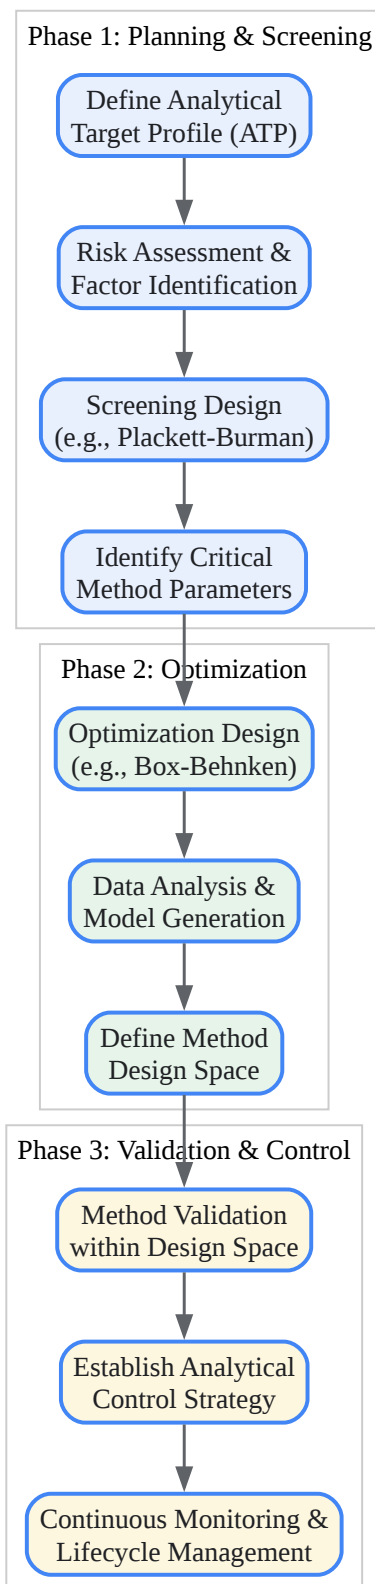 Phase 1: Planning & Screening
Define Analytical
Target Profile (ATP)
Risk Assessment &
Factor Identification
Screening Design
(e.g., Plackett-Burman)
Identify Critical
Method Parameters
Phase 2: Optimization
Optimization Design
(e.g., Box-Behnken)
Data Analysis &
Model Generation
Define Method
Design Space
Phase 3: Validation & Control
Method Validation
within Design Space
Establish Analytical
Control Strategy
Continuous Monitoring &
Lifecycle Management